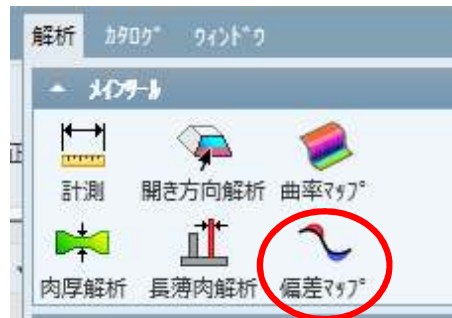 解析 ｶﾀﾛｸﾞ ｳｨﾝﾄﾞｳ
ﾒｲﾝﾂｰﾙ
計測 開き方向解析 曲率ﾏｯﾌﾟ
肉厚解析 長薄肉解析 偏差ﾏｯﾌﾟ